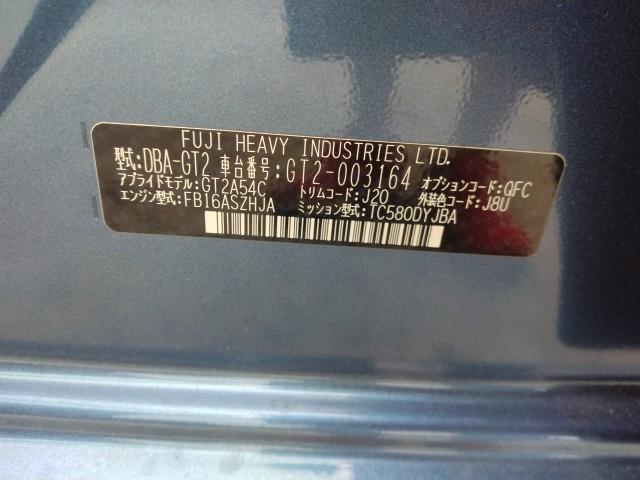 FUJI HEAVY INDUSTRIES LTD.
型式:DBA-GT2 車台番号:GT2-003164 オプションコード:QFC
アプライドモデル:GT2A54C トリムコード:J20 外装色コード:J8U
エンジン型式:FB16ASZHJA ミッション型式:TC580DYJBA